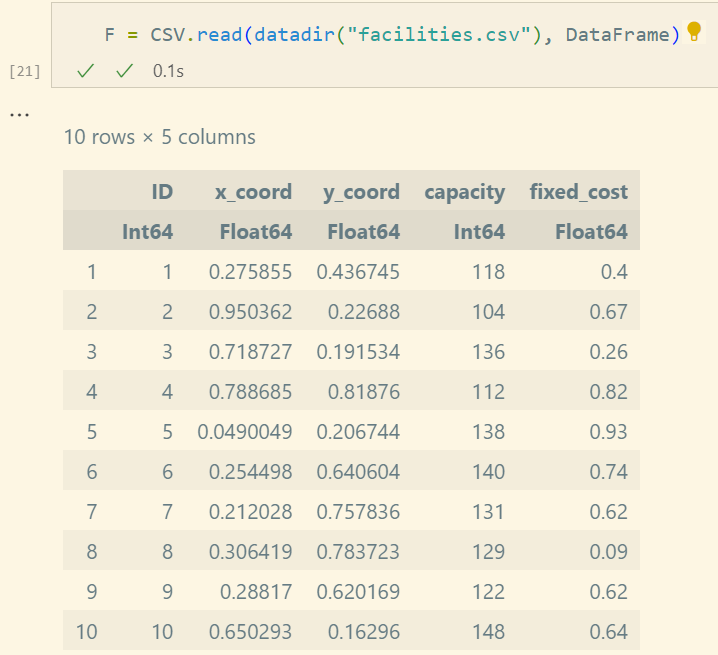 F = CSV.read(datadir("facilities.csv"), DataFrame)
[21] 0.1s
...
10 rows × 5 columns
ID x_coord y_coord capacity fixed_cost
Int64 Float64 Float64 Int64 Float64
1 1 0.275855 0.436745 118 0.4
2 2 0.950362 0.22688 104 0.67
3 3 0.718727 0.191534 136 0.26
4 4 0.788685 0.81876 112 0.82
5 5 0.0490049 0.206744 138 0.93
6 6 0.254498 0.640604 140 0.74
7 7 0.212028 0.757836 131 0.62
8 8 0.306419 0.783723 129 0.09
9 9 0.28817 0.620169 122 0.62
10 10 0.650293 0.16296 148 0.64